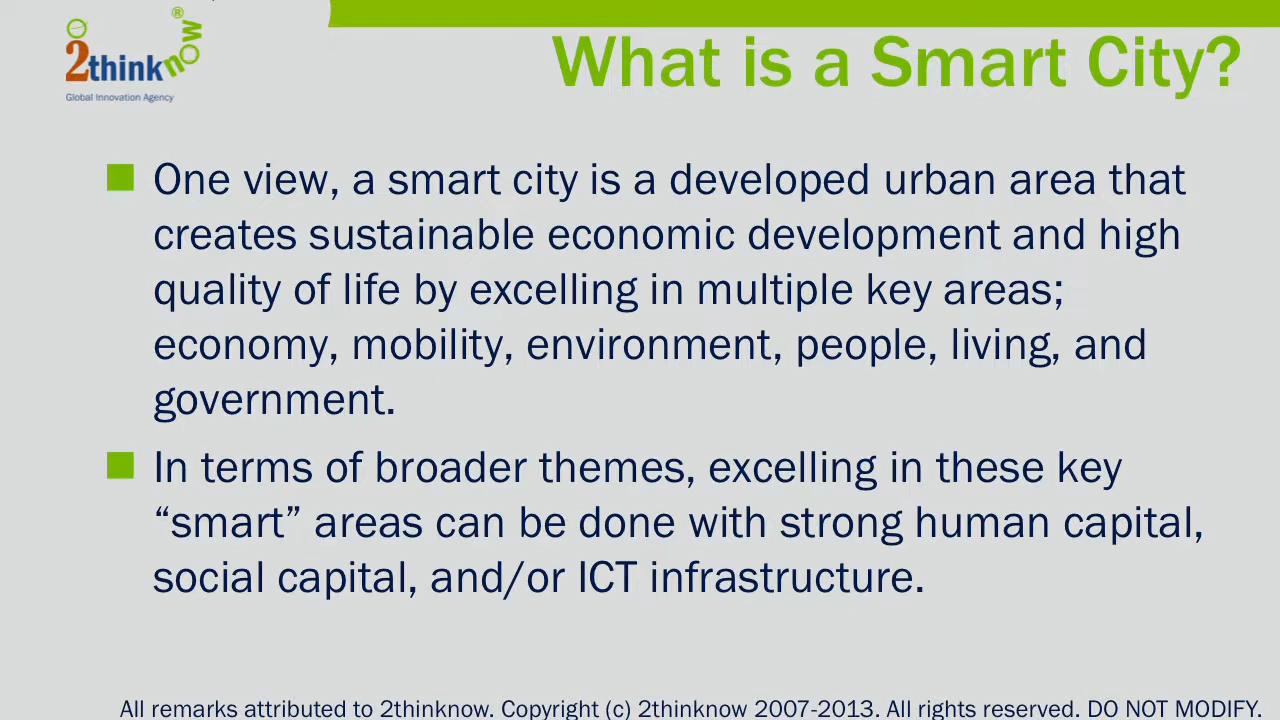 2thinknow®
Global Innovation Agency
What is a Smart City?
One view, a smart city is a developed urban area that
creates sustainable economic development and high
quality of life by excelling in multiple key areas;
economy, mobility, environment, people, living, and
government.
In terms of broader themes, excelling in these key
“smart” areas can be done with strong human capital,
social capital, and/or ICT infrastructure.
All remarks attributed to 2thinknow. Copyright (c) 2thinknow 2007-2013. All rights reserved. DO NOT MODIFY.